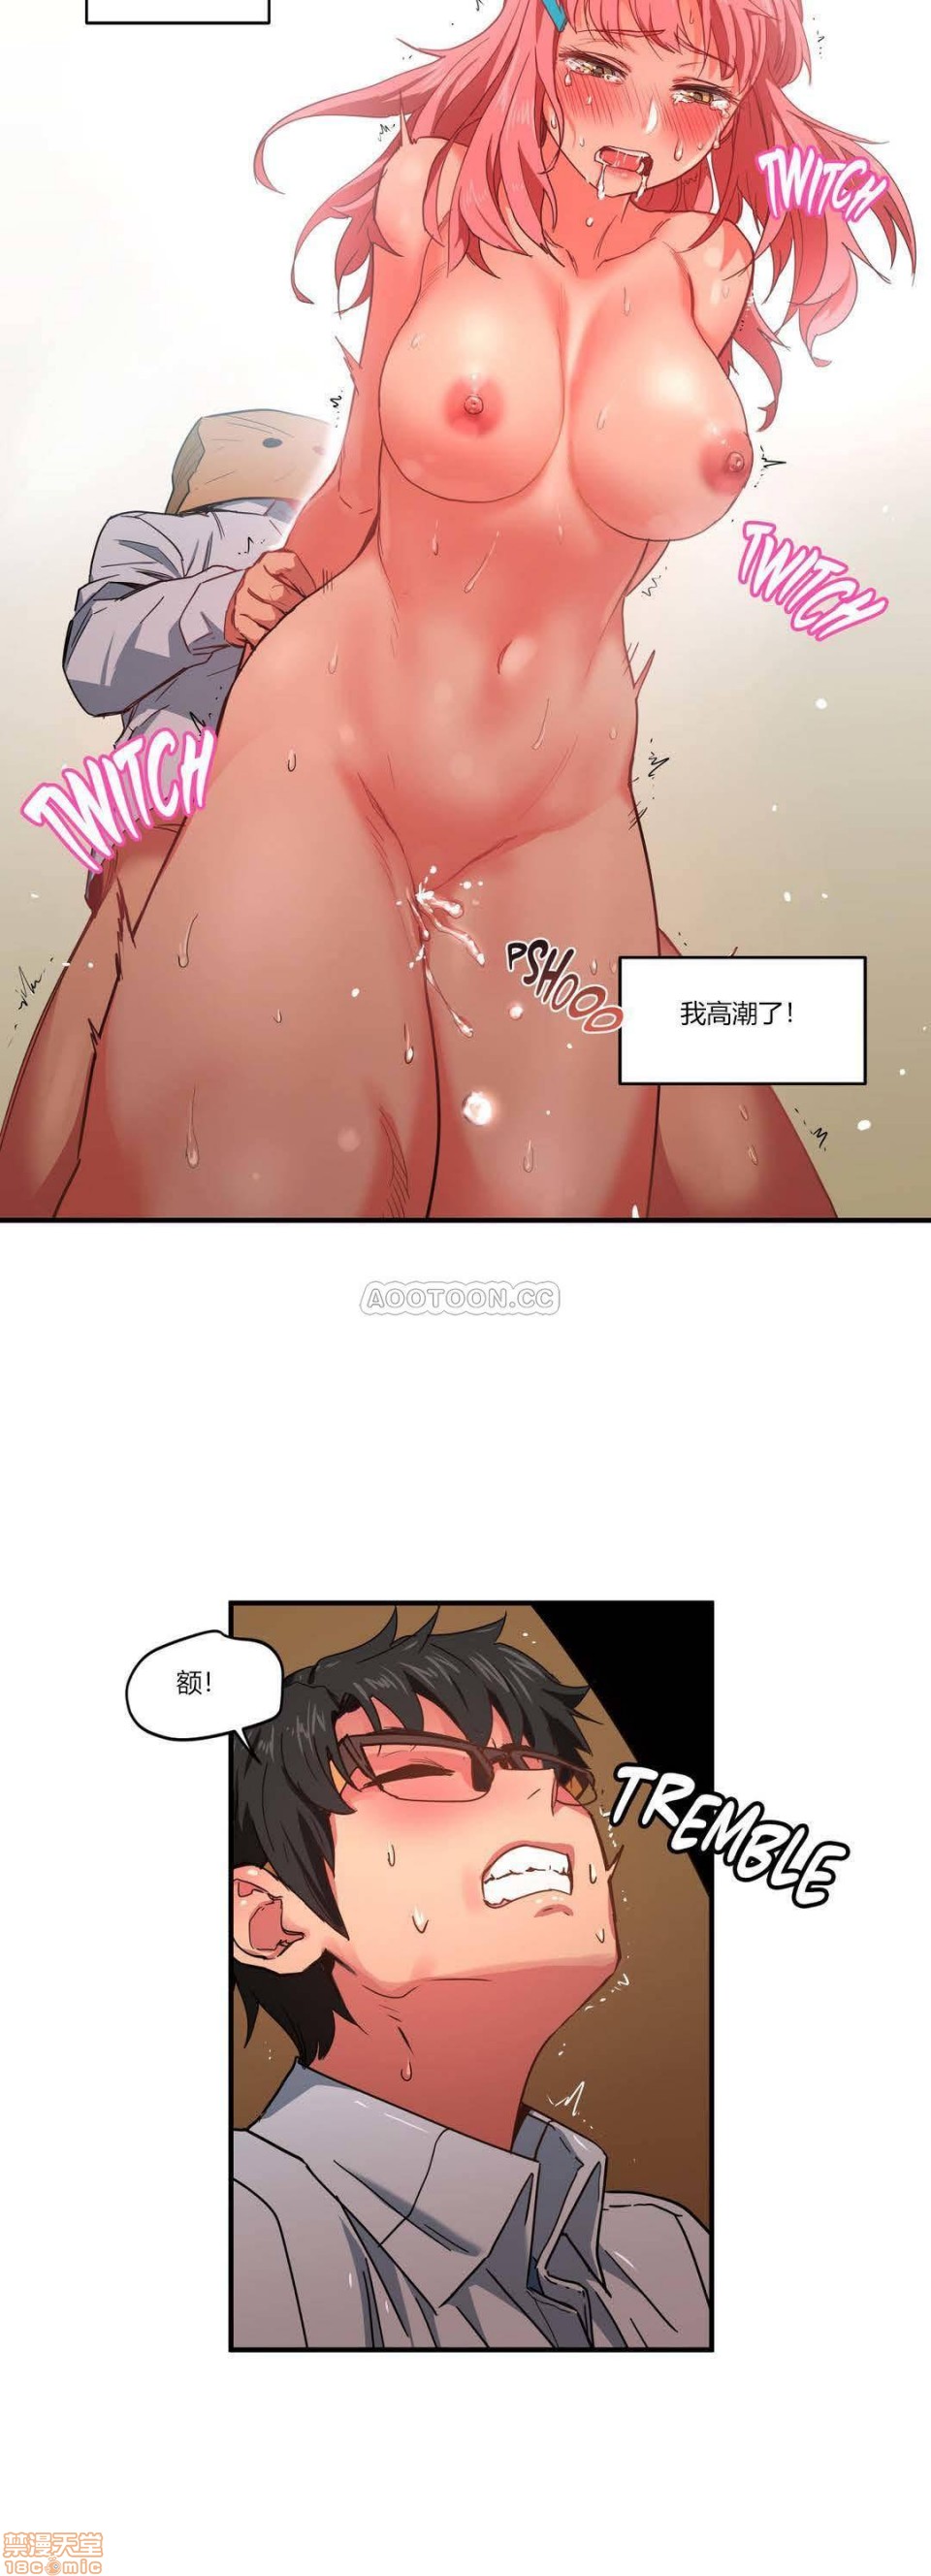 TWITCH
TWITCH
TWITCH
PSHOOO
我高潮了!
AOOTOON.CC
额!
TREMBLE
禁漫天堂
18comic